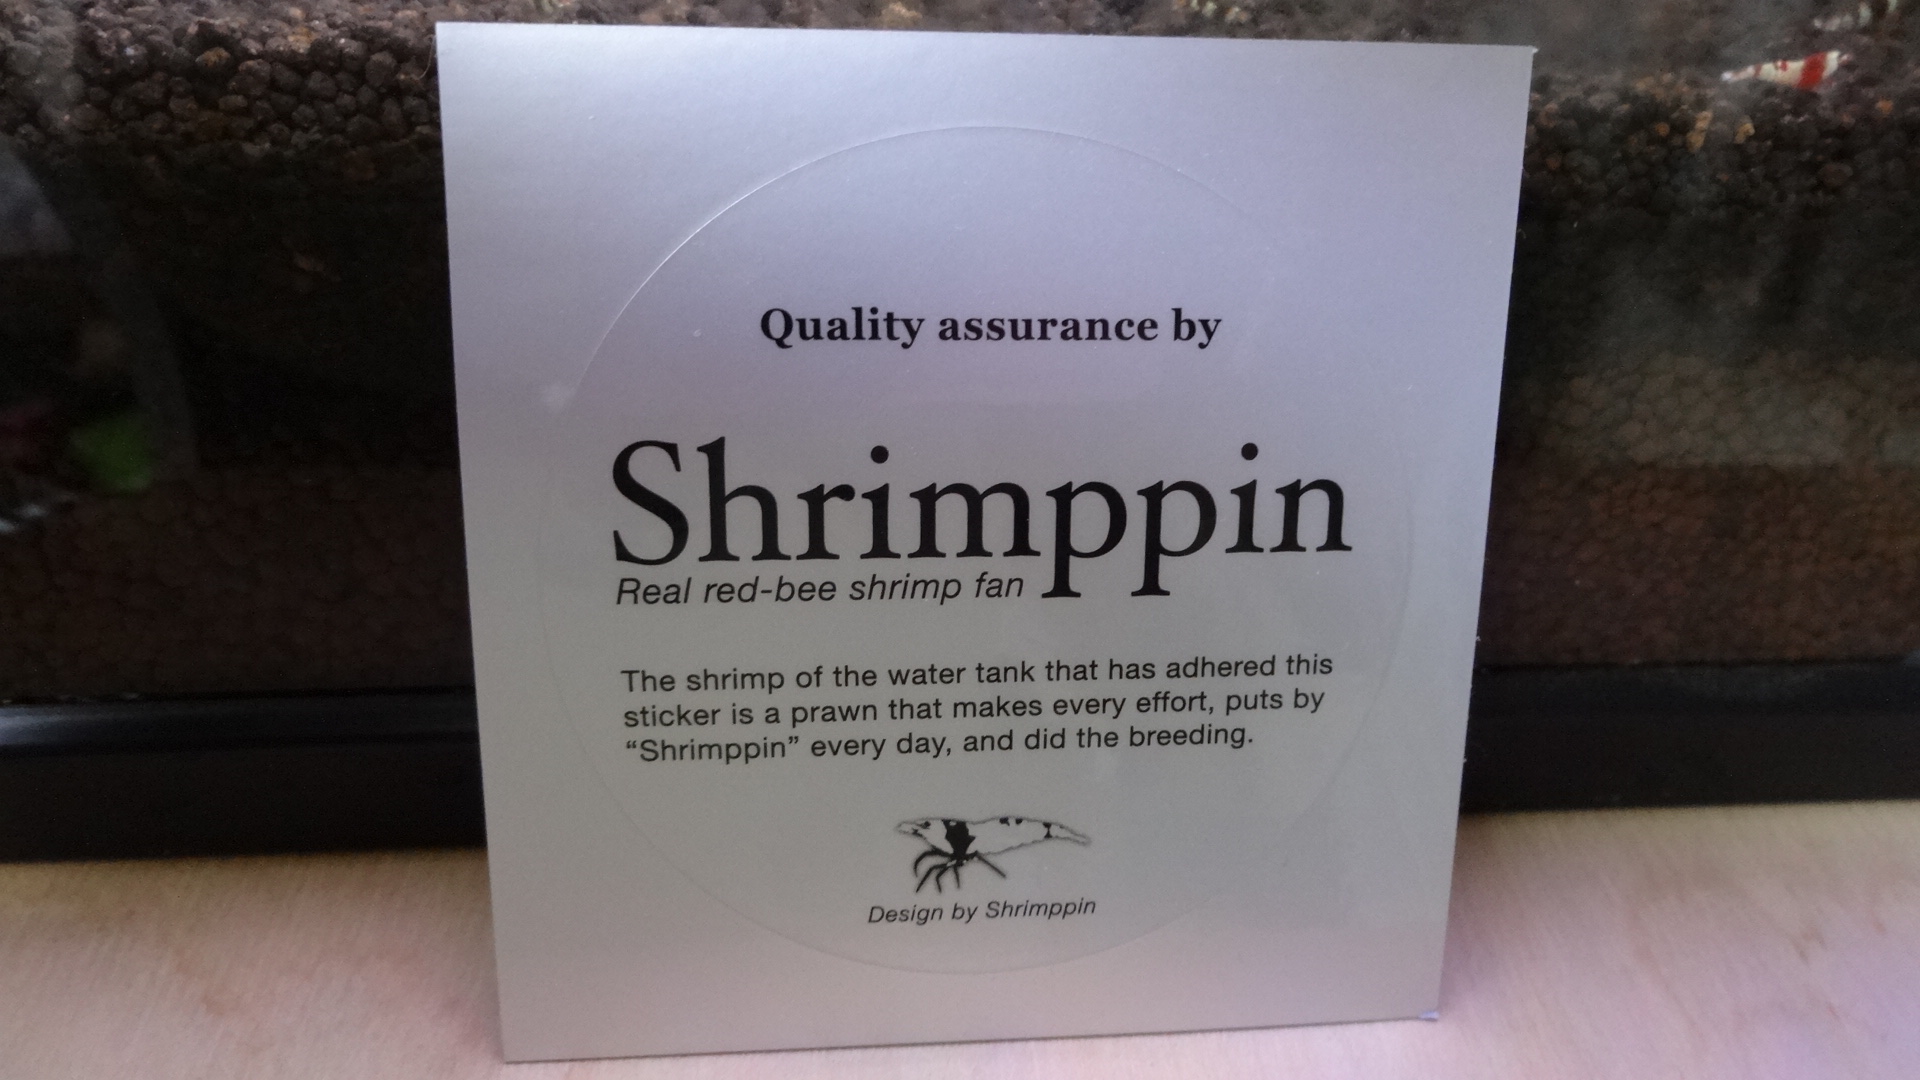 Quality assurance by
Shrimppin
Real red-bee shrimp fan
The shrimp of the water tank that has adhered this
sticker is a prawn that makes every effort, puts by
“Shrimppin” every day, and did the breeding.
Design by Shrimppin